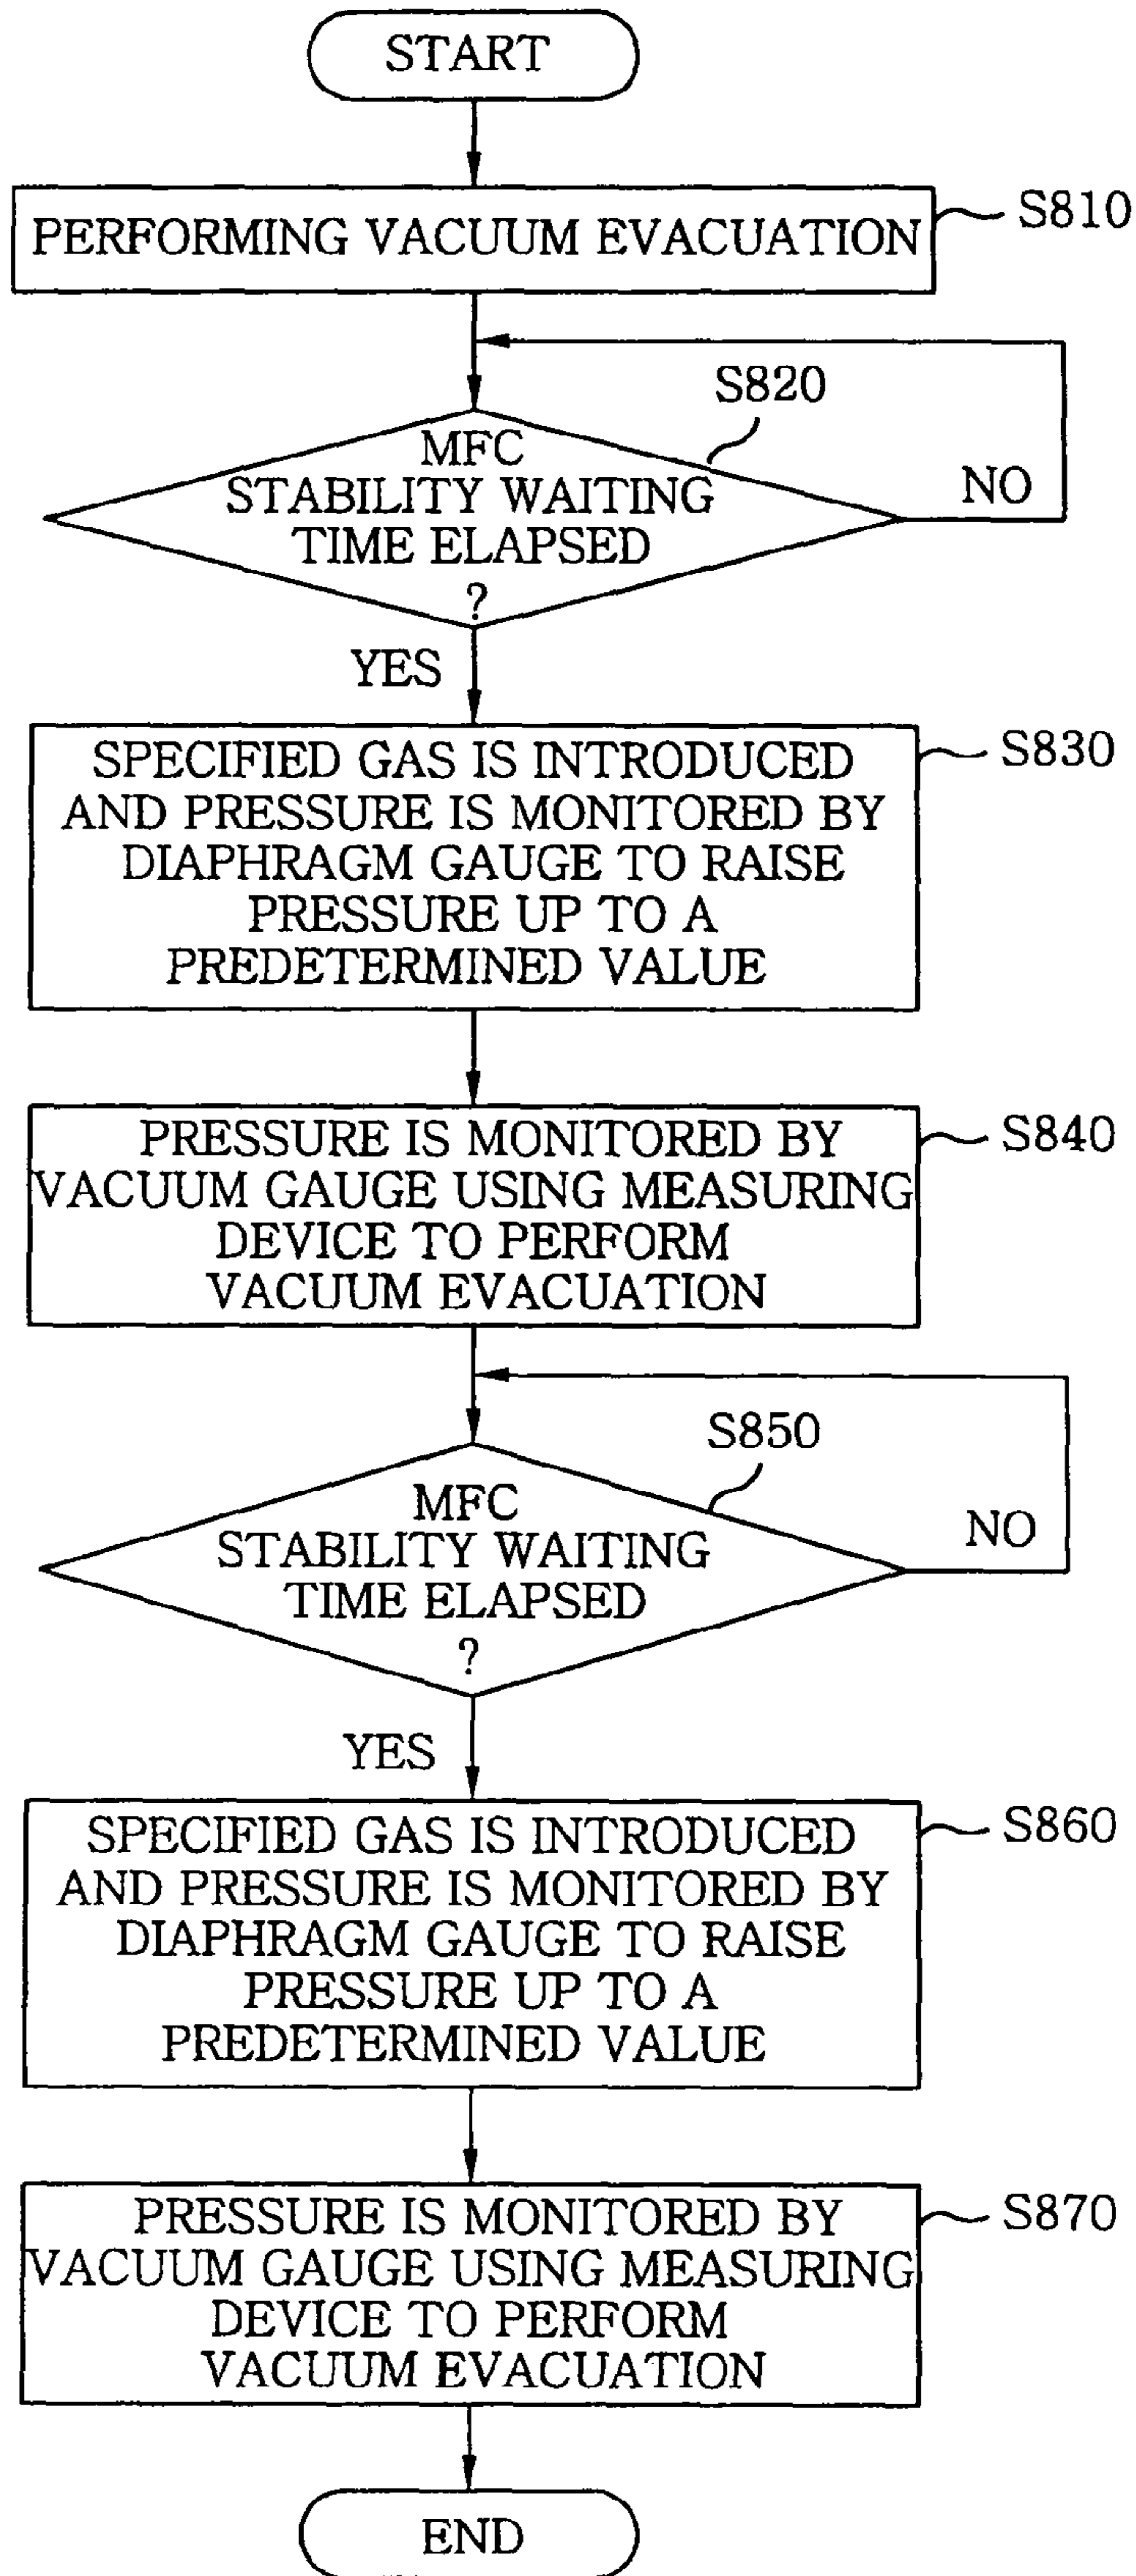 START
PERFORMING VACUUM EVACUATION
S810
S820
MFC
STABILITY WAITING
TIME ELAPSED
?
NO
YES
SPECIFIED GAS IS INTRODUCED
AND PRESSURE IS MONITORED BY
DIAPHRAGM GAUGE TO RAISE
PRESSURE UP TO A
PREDETERMINED VALUE
S830
PRESSURE IS MONITORED BY
VACUUM GAUGE USING MEASURING
DEVICE TO PERFORM
VACUUM EVACUATION
S840
S850
MFC
STABILITY WAITING
TIME ELAPSED
?
NO
YES
SPECIFIED GAS IS INTRODUCED
AND PRESSURE IS MONITORED BY
DIAPHRAGM GAUGE TO RAISE
PRESSURE UP TO A
PREDETERMINED VALUE
S860
PRESSURE IS MONITORED BY
VACUUM GAUGE USING MEASURING
DEVICE TO PERFORM
VACUUM EVACUATION
S870
END